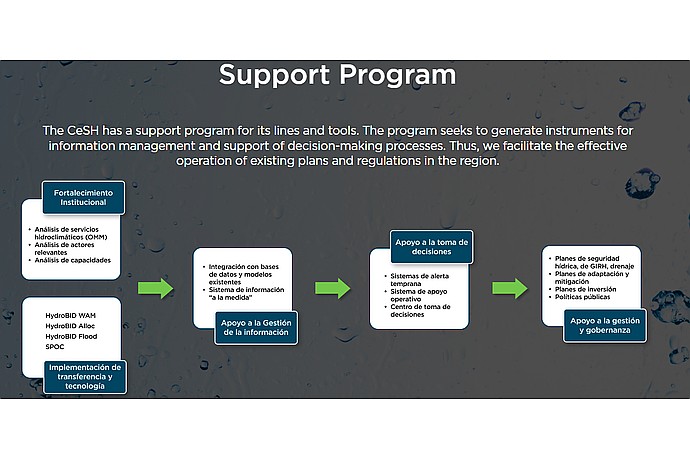 Support Program
The CeSH has a support program for its lines and tools. The program seeks to generate instruments for
information management and support of decision-making processes. Thus, we facilitate the effective
operation of existing plans and regulations in the region.
Fortalecimiento
Institucional
• Análisis de servicios
hidroclimáticos (OMM)
• Análisis de actores
relevantes
• Análisis de capacidades
HydroBID WAM
HydroBID Alloc
HydroBID Flood
SPOC
Implementación de
transferencia y
tecnología
• Integración con bases
de datos y modelos
existentes
• Sistema de información
"a la medida"
Apoyo a la Gestión
de la información
Apoyo a la toma de
decisiones
• Sistemas de alerta
temprana
• Sistema de apoyo
operativo
• Centro de toma de
decisiones
• Planes de seguridad
hídrica, de GIRH, drenaje
• Planes de adaptación y
mitigación
• Planes de inversión
• Políticas públicas
Apoyo a la gestión
y gobernanza